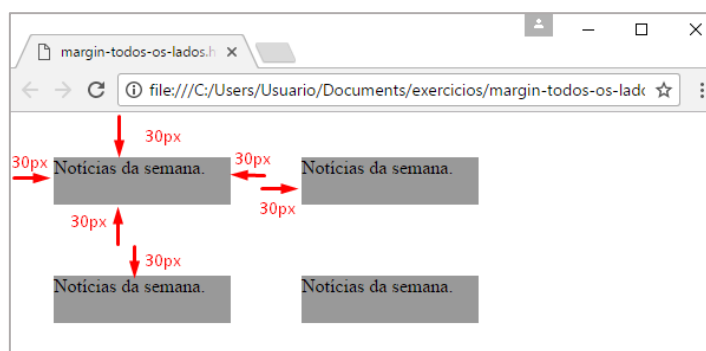 margin-todos-os-lados.h
file:///C:/Users/Usuario/Documents/exercicios/margin-todos-os-lado
30px
30px
30px
Notícias da semana.
Notícias da semana.
30px
30px
30px
Notícias da semana.
Notícias da semana.